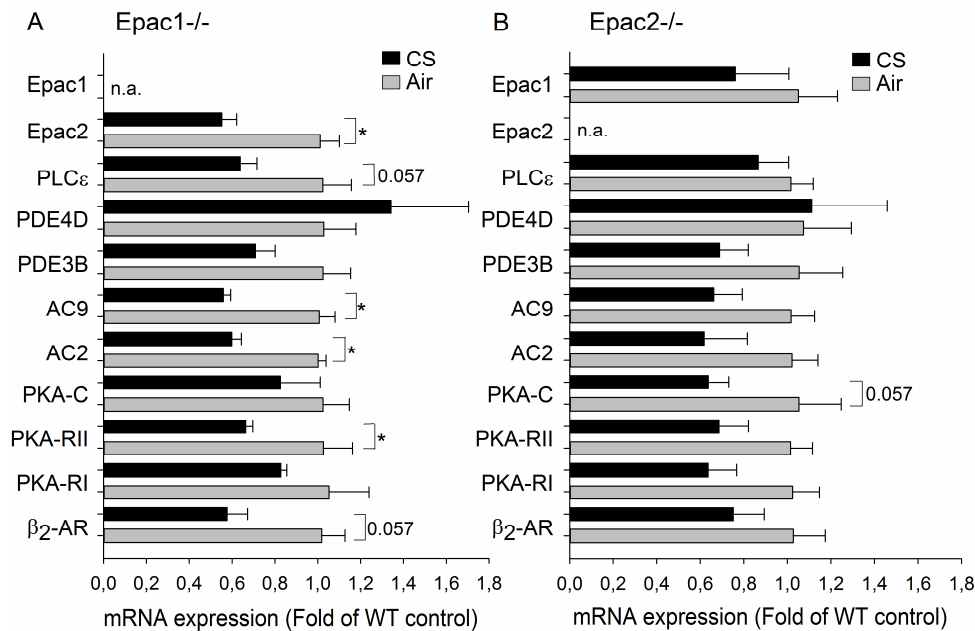 A Epac1-/-
CS
Air
Epac1
n.a.
Epac2
*
PLCε
0.057
PDE4D
PDE3B
AC9
*
AC2
*
PKA-C
PKA-RII
*
PKA-RI
β2-AR
0.057
0,0 0,2 0,4 0,6 0,8 1,0 1,2 1,4 1,6 1,8
mRNA expression (Fold of WT control)
B Epac2-/-
CS
Air
Epac1
Epac2
n.a.
PLCε
PDE4D
PDE3B
AC9
AC2
PKA-C
0.057
PKA-RII
PKA-RI
β2-AR
0,0 0,2 0,4 0,6 0,8 1,0 1,2 1,4 1,6 1,8
mRNA expression (Fold of WT control)